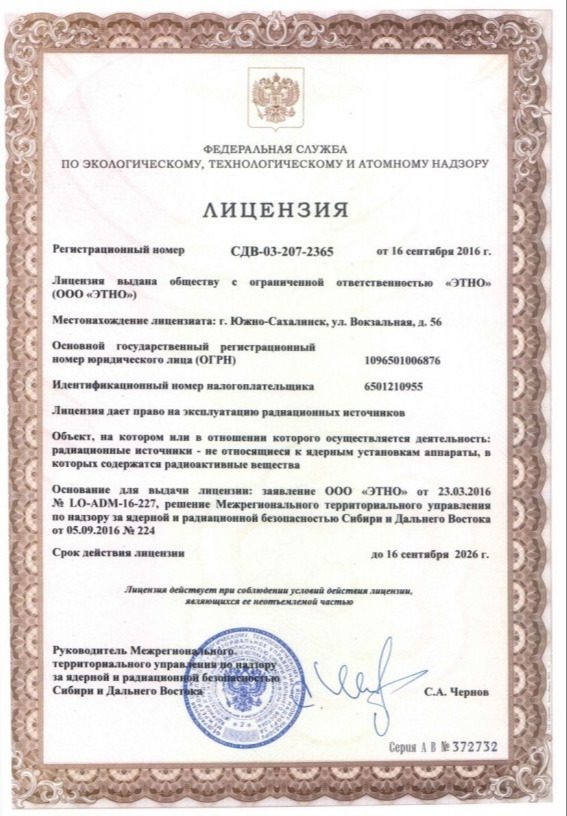 ФЕДЕРАЛЬНАЯ СЛУЖБА
ПО ЭКОЛОГИЧЕСКОМУ, ТЕХНОЛОГИЧЕСКОМУ И АТОМНОМУ НАДЗОРУ
ЛИЦЕНЗИЯ
Регистрационный номер СДВ-03-207-2365 от 16 сентября 2016 г.
Лицензия выдана обществу с ограниченной ответственностью «ЭТНО»
(ООО «ЭТНО»)
Местонахождение лицензиата: г. Южно-Сахалинск, ул. Вокзальная, д. 56
Основной государственный регистрационный
номер юридического лица (ОГРН) 1096501006876
Идентификационный номер налогоплательщика 6501210955
Лицензия дает право на эксплуатацию радиационных источников
Объект, на котором или в отношении которого осуществляется деятельность:
радиационные источники - не относящиеся к ядерным установкам аппараты, в
которых содержатся радиоактивные вещества
Основание для выдачи лицензии: заявление ООО «ЭТНО» от 23.03.2016
№ LO-ADM-16-227, решение Межрегионального территориального управления
по надзору за ядерной и радиационной безопасностью Сибири и Дальнего Востока
от 05.09.2016 № 224
Срок действия лицензии до 16 сентября 2026 г.
Лицензия действует при соблюдении условий действия лицензии,
являющихся ее неотъемлемой частью
Руководитель Межрегионального
территориального управления по надзору
за ядерной и радиационной безопасностью
Сибири и Дальнего Востока С.А. Чернов
Серия А В № 372732